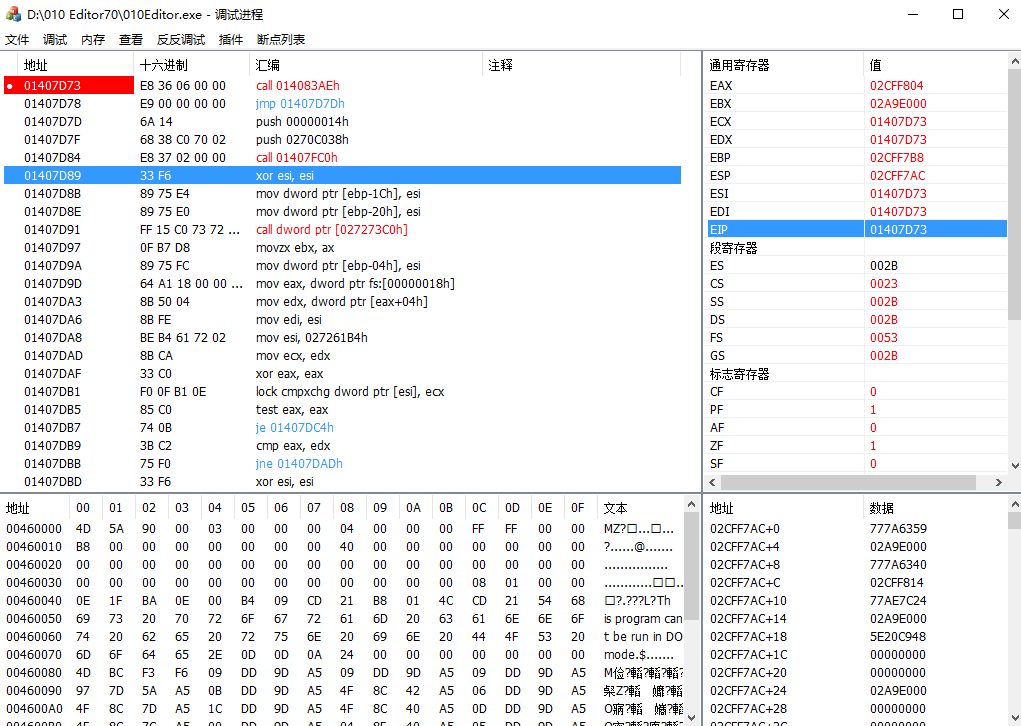 D:\010 Editor70\010Editor.exe - 调试进程
文件 调试 内存 查看 反反调试 插件 断点列表
地址 十六进制 汇编 注释
01407D73 E8 36 06 00 00 call 014083AEh
01407D78 E9 00 00 00 00 jmp 01407D7Dh
01407D7D 6A 14 push 00000014h
01407D7F 68 38 C0 70 02 push 0270C038h
01407D84 E8 37 02 00 00 call 01407FC0h
01407D89 33 F6 xor esi, esi
01407D8B 89 75 E4 mov dword ptr [ebp-1Ch], esi
01407D8E 89 75 E0 mov dword ptr [ebp-20h], esi
01407D91 FF 15 C0 73 72 ... call dword ptr [027273C0h]
01407D97 0F B7 D8 movzx ebx, ax
01407D9A 89 75 FC mov dword ptr [ebp-04h], esi
01407D9D 64 A1 18 00 00 ... mov eax, dword ptr fs:[00000018h]
01407DA3 8B 50 04 mov edx, dword ptr [eax+04h]
01407DA6 8B FE mov edi, esi
01407DA8 BE B4 61 72 02 mov esi, 027261B4h
01407DAD 8B CA mov ecx, edx
01407DAF 33 C0 xor eax, eax
01407DB1 F0 0F B1 0E lock cmpxchg dword ptr [esi], ecx
01407DB5 85 C0 test eax, eax
01407DB7 74 0B je 01407DC4h
01407DB9 3B C2 cmp eax, edx
01407DBB 75 F0 jne 01407DADh
01407DBD 33 F6 xor esi, esi
通用寄存器 值
EAX 02CFF804
EBX 02A9E000
ECX 01407D73
EDX 01407D73
EBP 02CFF7B8
ESP 02CFF7AC
ESI 01407D73
EDI 01407D73
EIP 01407D73
段寄存器
ES 002B
CS 0023
SS 002B
DS 002B
FS 0053
GS 002B
标志寄存器
CF 0
PF 1
AF 0
ZF 1
SF 0
地址 00 01 02 03 04 05 06 07 08 09 0A 0B 0C 0D 0E 0F 文本
00460000 4D 5A 90 00 03 00 00 00 04 00 00 00 FF FF 00 00 MZ?□...□...
00460010 B8 00 00 00 00 00 00 00 40 00 00 00 00 00 00 00 ?......@.......
00460020 00 00 00 00 00 00 00 00 00 00 00 00 00 00 00 00 ................
00460030 00 00 00 00 00 00 00 00 00 00 00 00 08 01 00 00 ............□□..
00460040 0E 1F BA 0E 00 B4 09 CD 21 B8 01 4C CD 21 54 68 □?.???L?Th
00460050 69 73 20 70 72 6F 67 72 61 6D 20 63 61 6E 6E 6F is program can
00460060 74 20 62 65 20 72 75 6E 20 69 6E 20 44 4F 53 20 t be run in DO
00460070 6D 6F 64 65 2E 0D 0D 0A 24 00 00 00 00 00 00 00 mode.$.......
00460080 4D BC F3 F6 09 DD 9D A5 09 DD 9D A5 09 DD 9D A5
00460090 97 7D 5A A5 0B DD 9D A5 4F 8C 42 A5 06 DD 9D A5
004600A0 4F 8C 7D A5 1C DD 9D A5 4F 8C 40 A5 0D DD 9D A5
地址 数据
02CFF7AC+0 777A6359
02CFF7AC+4 02A9E000
02CFF7AC+8 777A6340
02CFF7AC+C 02CFF814
02CFF7AC+10 77AE7C24
02CFF7AC+14 02A9E000
02CFF7AC+18 5E20C948
02CFF7AC+1C 00000000
02CFF7AC+20 00000000
02CFF7AC+24 02A9E000
02CFF7AC+28 00000000